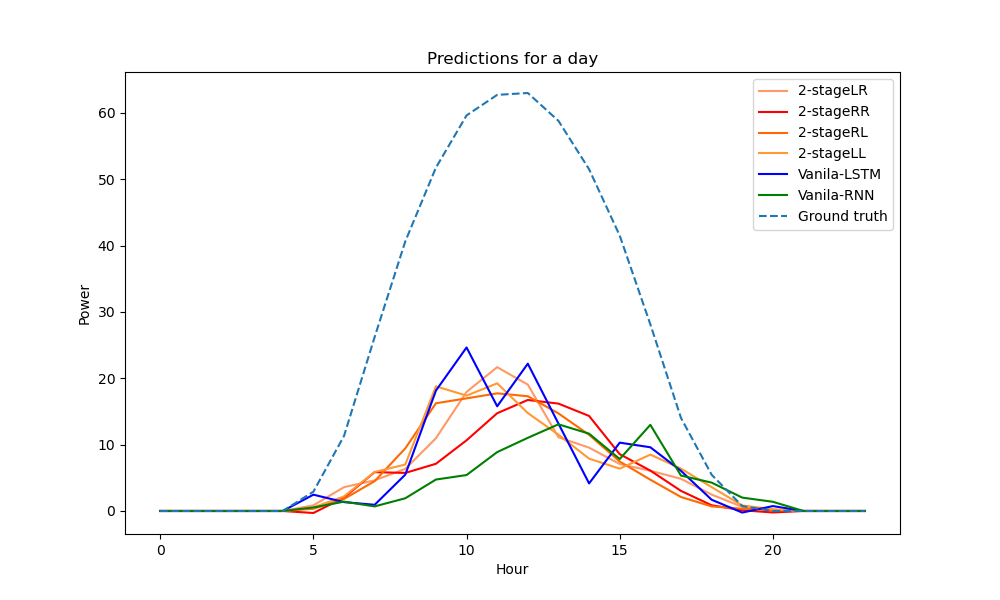 Predictions for a day
2-stageLR
2-stageRR
2-stageRL
2-stageLL
Vanila-LSTM
Vanila-RNN
Ground truth
Power
60
50
40
30
20
10
0
0 5 10 15 20
Hour